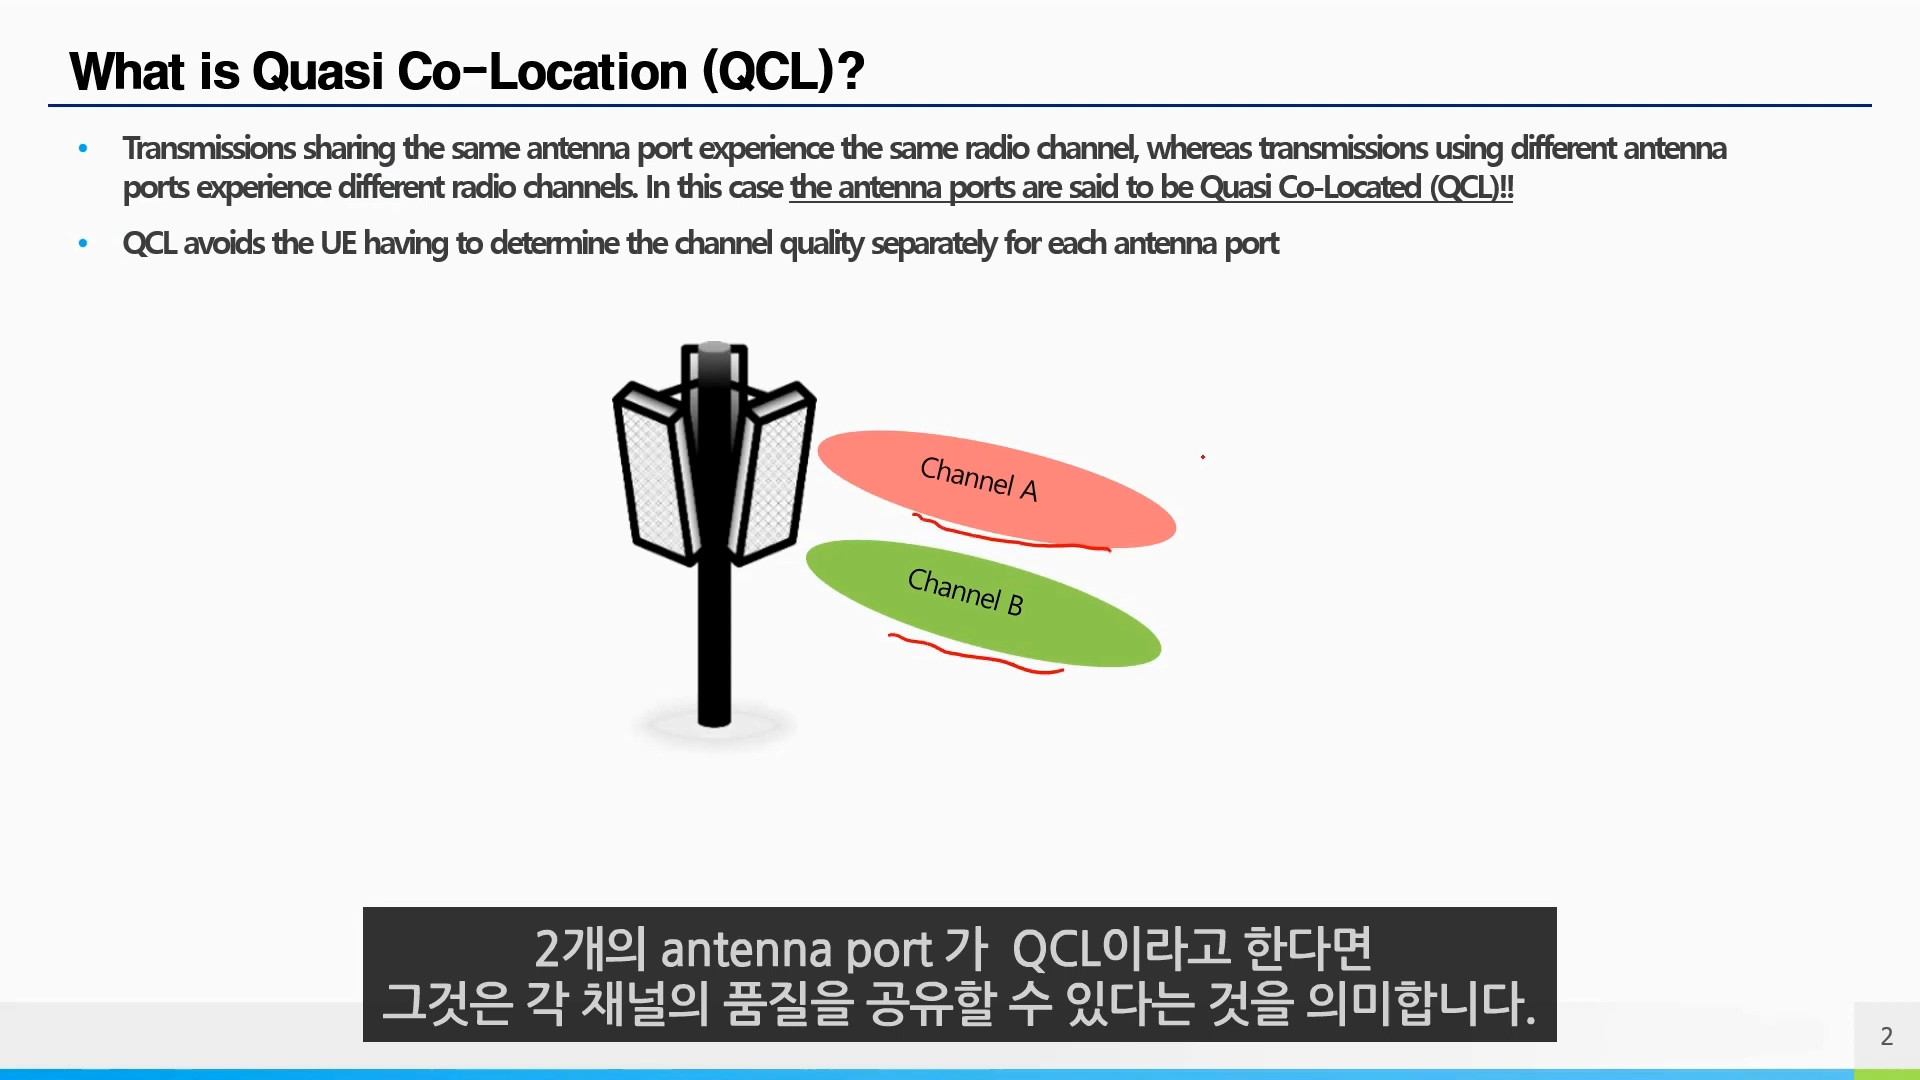 What is Quasi Co-Location (QCL)?
• Transmissions sharing the same antenna port experience the same radio channel, whereas transmissions using different antenna
ports experience different radio channels. In this case the antenna ports are said to be Quasi Co-Located (QCL)!!
• QCL avoids the UE having to determine the channel quality separately for each antenna port
Channel A
Channel B
2개의 antenna port 가 QCL이라고 한다면
그것은 각 채널의 품질을 공유할 수 있다는 것을 의미합니다.
2